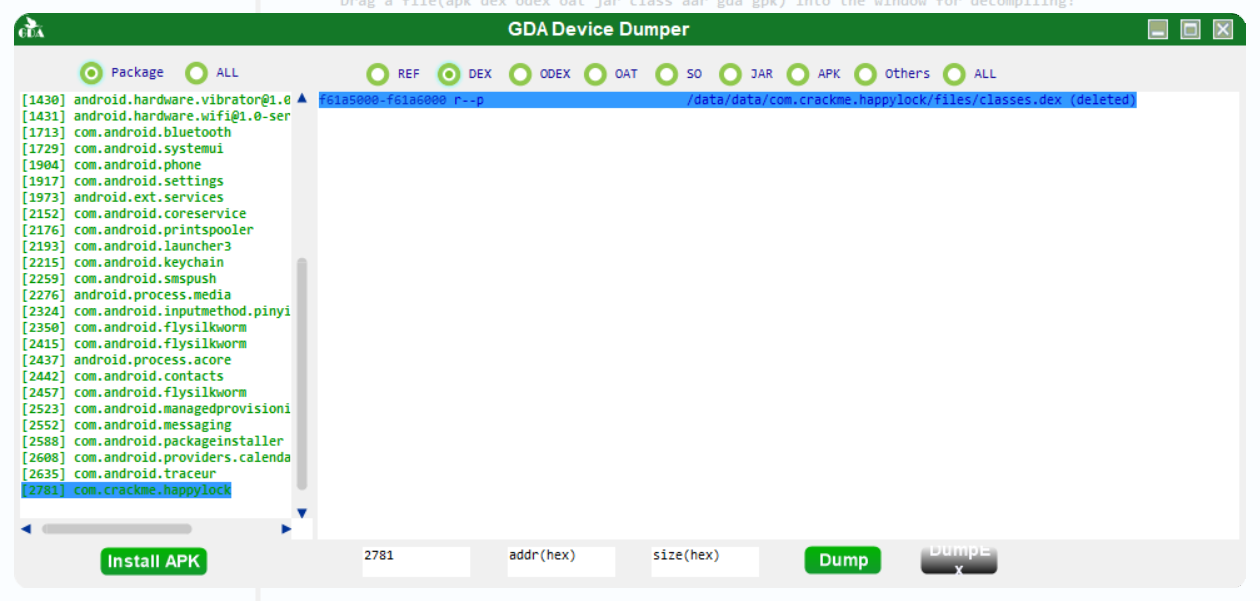 Drag a file(apk dex odex oat jar class aar gda gpk) into the window for decompiling!
GDA
GDA Device Dumper
Package ALL REF DEX ODEX OAT SO JAR APK Others ALL
[1430] android.hardware.vibrator@1.0
[1431] android.hardware.wifi@1.0-ser
[1713] com.android.bluetooth
[1729] com.android.systemui
[1904] com.android.phone
[1917] com.android.settings
[1973] android.ext.services
[2152] com.android.coreservice
[2176] com.android.printspooler
[2193] com.android.launcher3
[2215] com.android.keychain
[2259] com.android.smspush
[2276] android.process.media
[2324] com.android.inputmethod.pinyi
[2350] com.android.flysilkworm
[2415] com.android.flysilkworm
[2437] android.process.acore
[2442] com.android.contacts
[2457] com.android.flysilkworm
[2523] com.android.managedprovisioni
[2552] com.android.messaging
[2588] com.android.packageinstaller
[2608] com.android.providers.calenda
[2635] com.android.traceur
[2781] com.crackme.happylock
f61a5000-f61a6000 r--p /data/data/com.crackme.happylock/files/classes.dex (deleted)
Install APK
2781
addr(hex)
size(hex)
Dump
DumpE
x